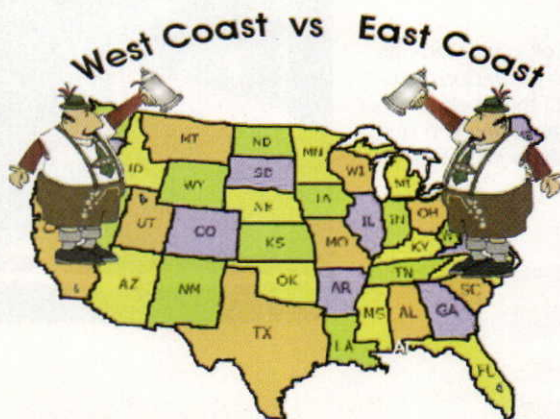 West Coast vs East Coast
MT ND MN
ID WY SD WI MI
NE IA
UT CO IL IN OH
KS MO KY
AZ NM OK AR TN
SC
TX MS AL GA
LA
FL